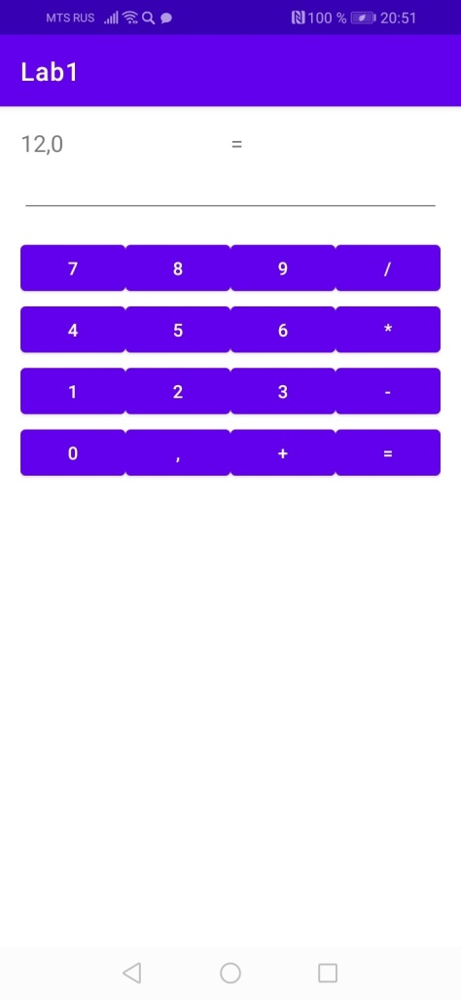 MTS RUS 100 % 20:51
Lab1
12,0 =
7 8 9 /
4 5 6 *
1 2 3 -
0 , + =